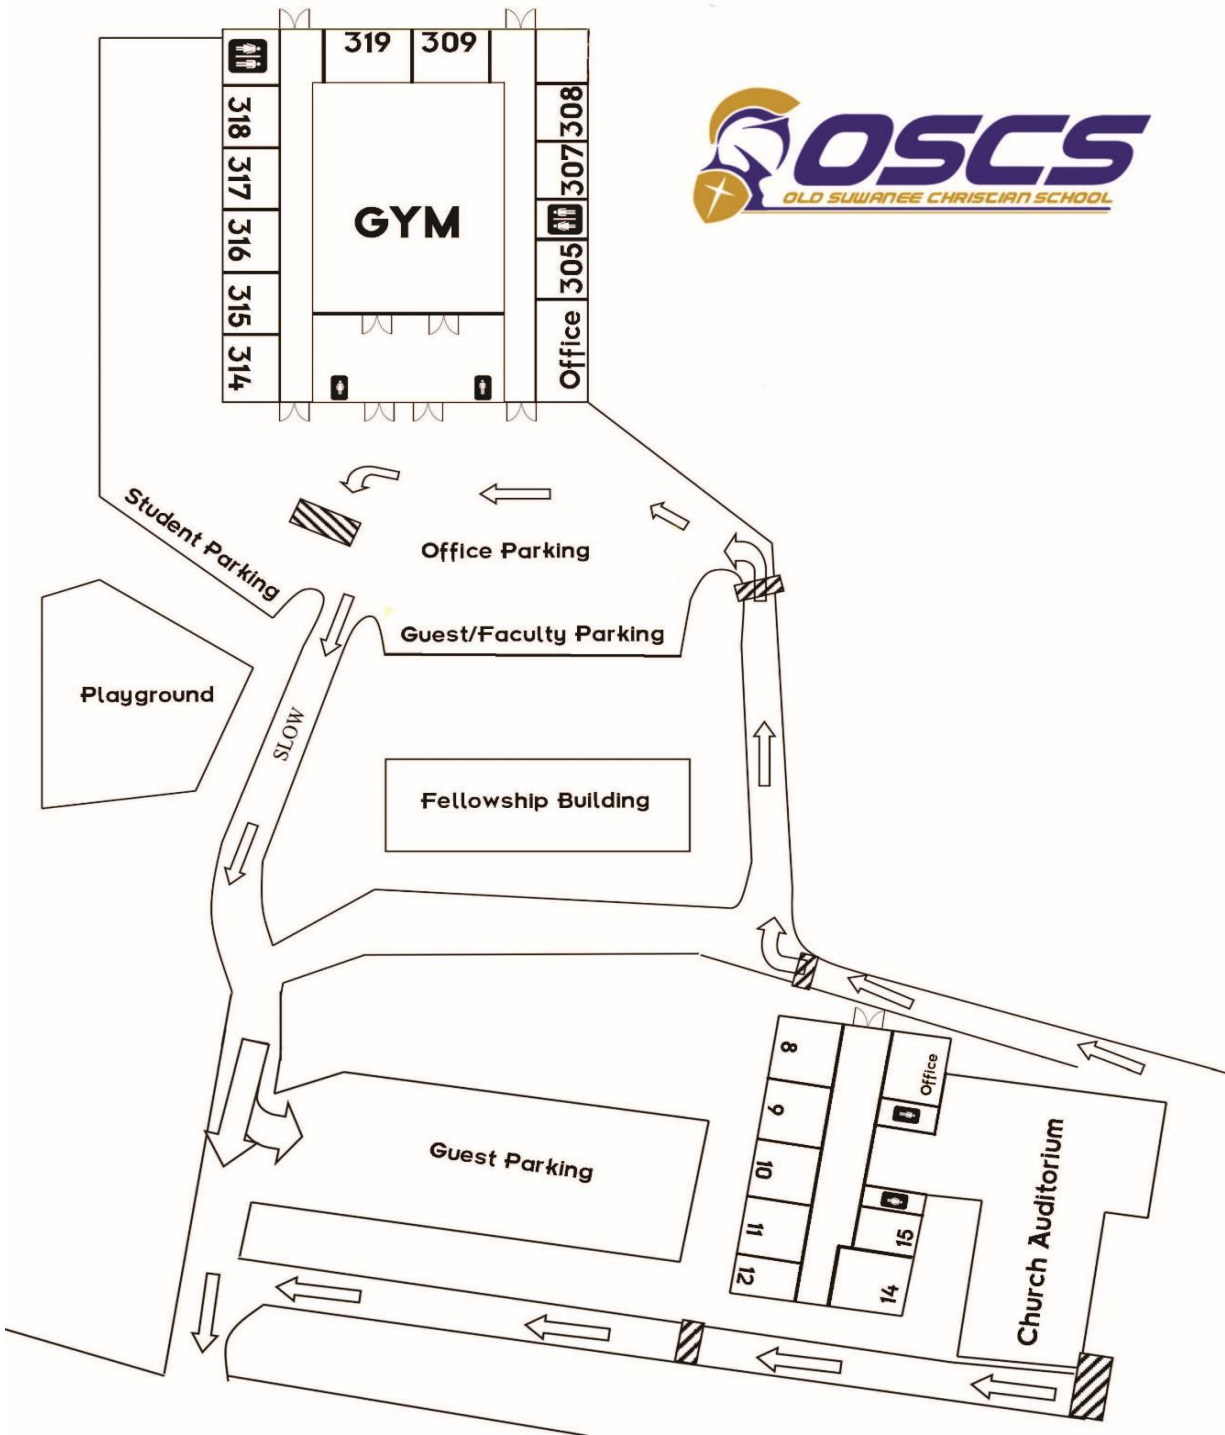 319
309
318
317
316
315
314
308
307
305
Office
GYM
OSCS
OLD SUWANEE CHRISTIAN SCHOOL
Student Parking
Office Parking
Guest/Faculty Parking
Playground
SLOW
Fellowship Building
Guest Parking
8
9
10
11
12
Office
15
14
Church Auditorium